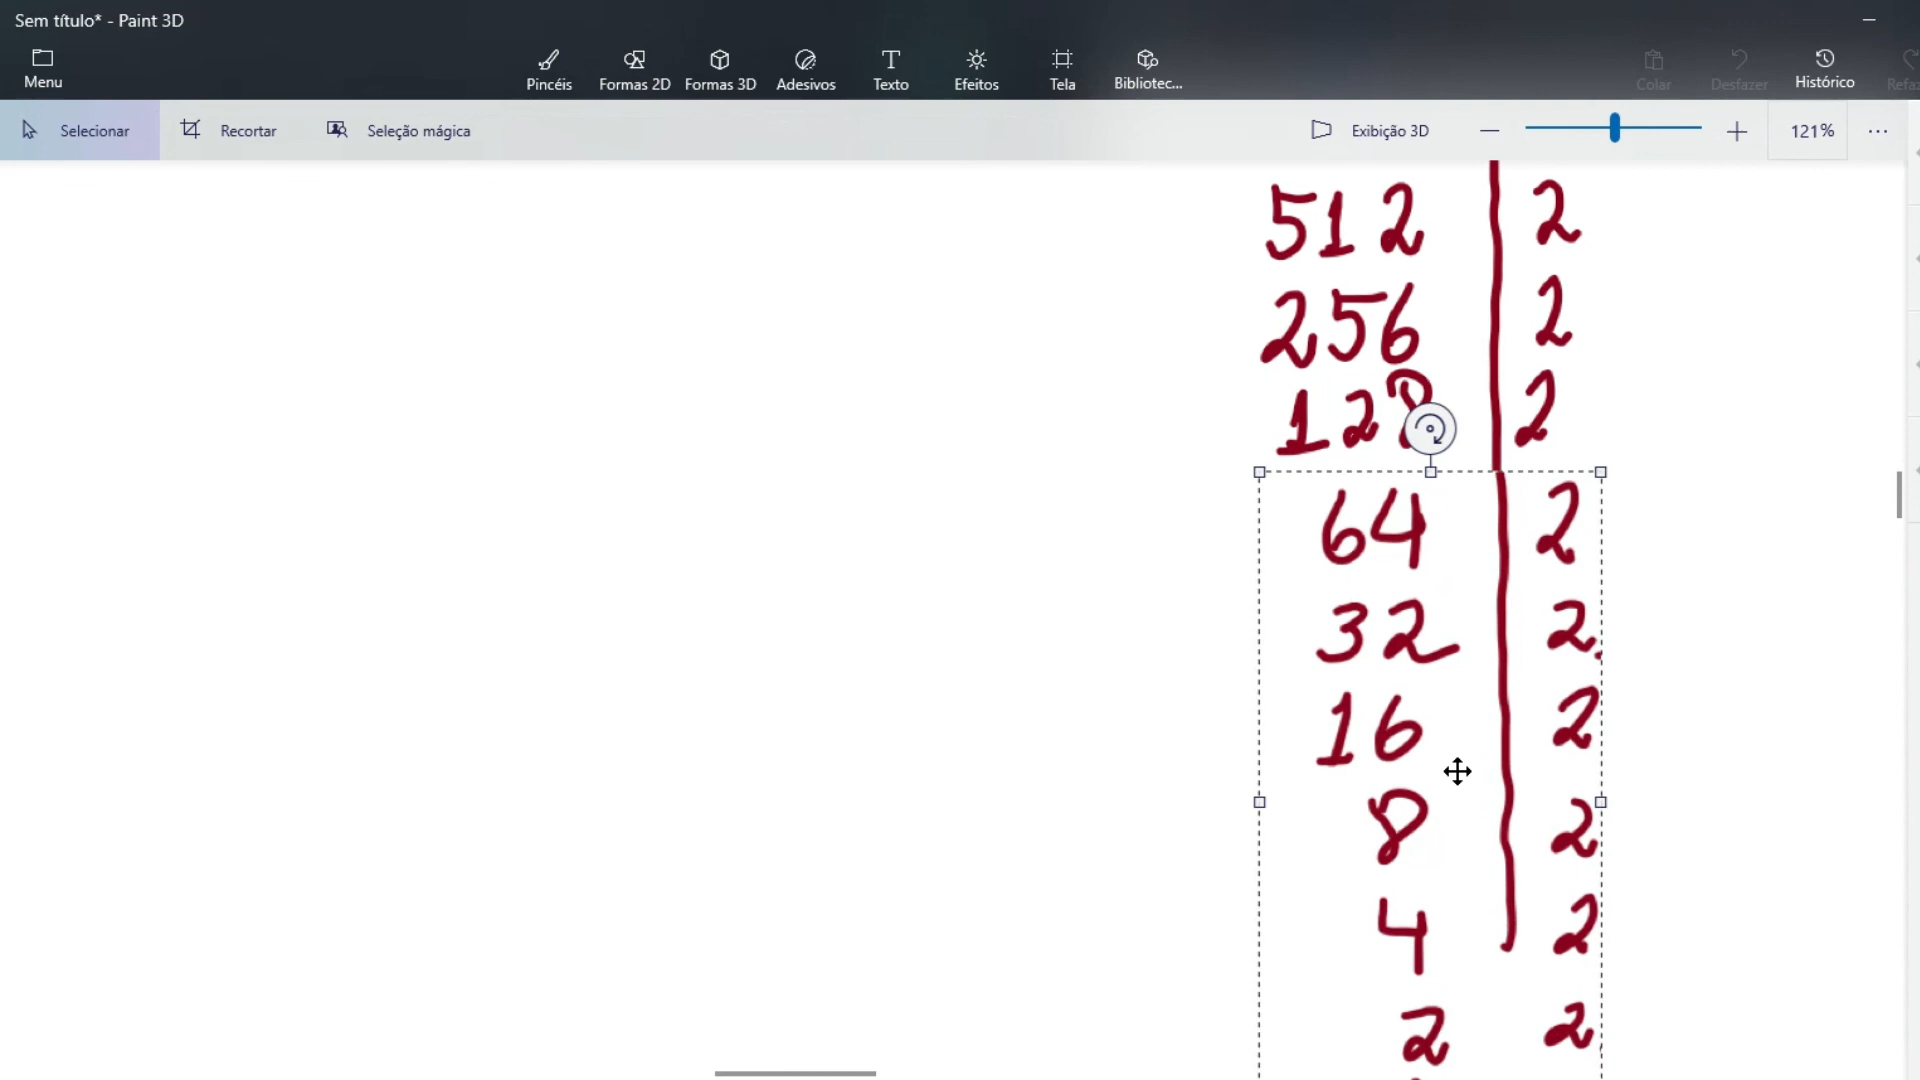 Sem título* - Paint 3D
Menu
Pincéis Formas 2D Formas 3D Adesivos Texto Efeitos Tela Bibliotec... Colar Desfazer Histórico Refaz
Selecionar Recortar Seleção mágica Exibição 3D 121%
512 2
256 2
128 2
64 2
32 2.
16 2
8 2
4 2
2 2